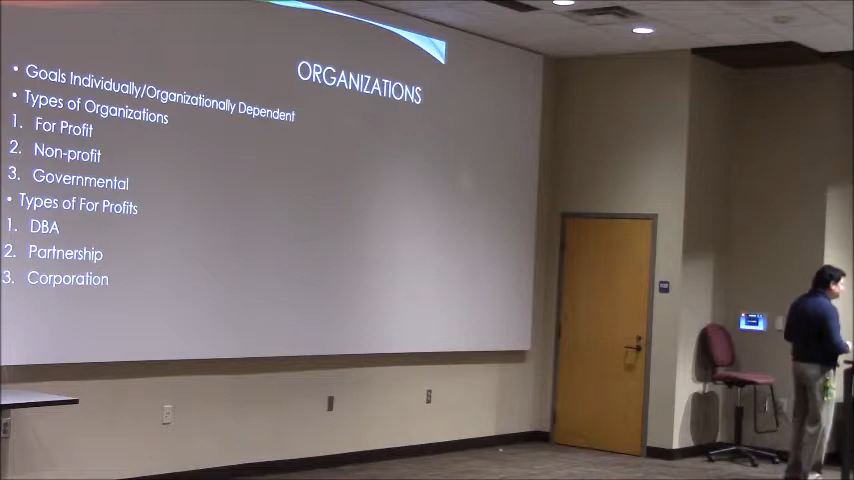 ORGANIZATIONS
• Goals Individually/Organizationally Dependent
• Types of Organizations
1. For Profit
2. Non-profit
3. Governmental
• Types of For Profits
1. DBA
2. Partnership
3. Corporation